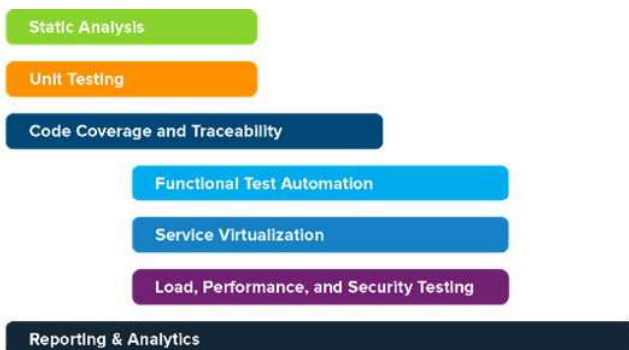 Static Analysis
Unit Testing
Code Coverage and Traceability
Functional Test Automation
Service Virtualization
Load, Performance, and Security Testing
Reporting & Analytics